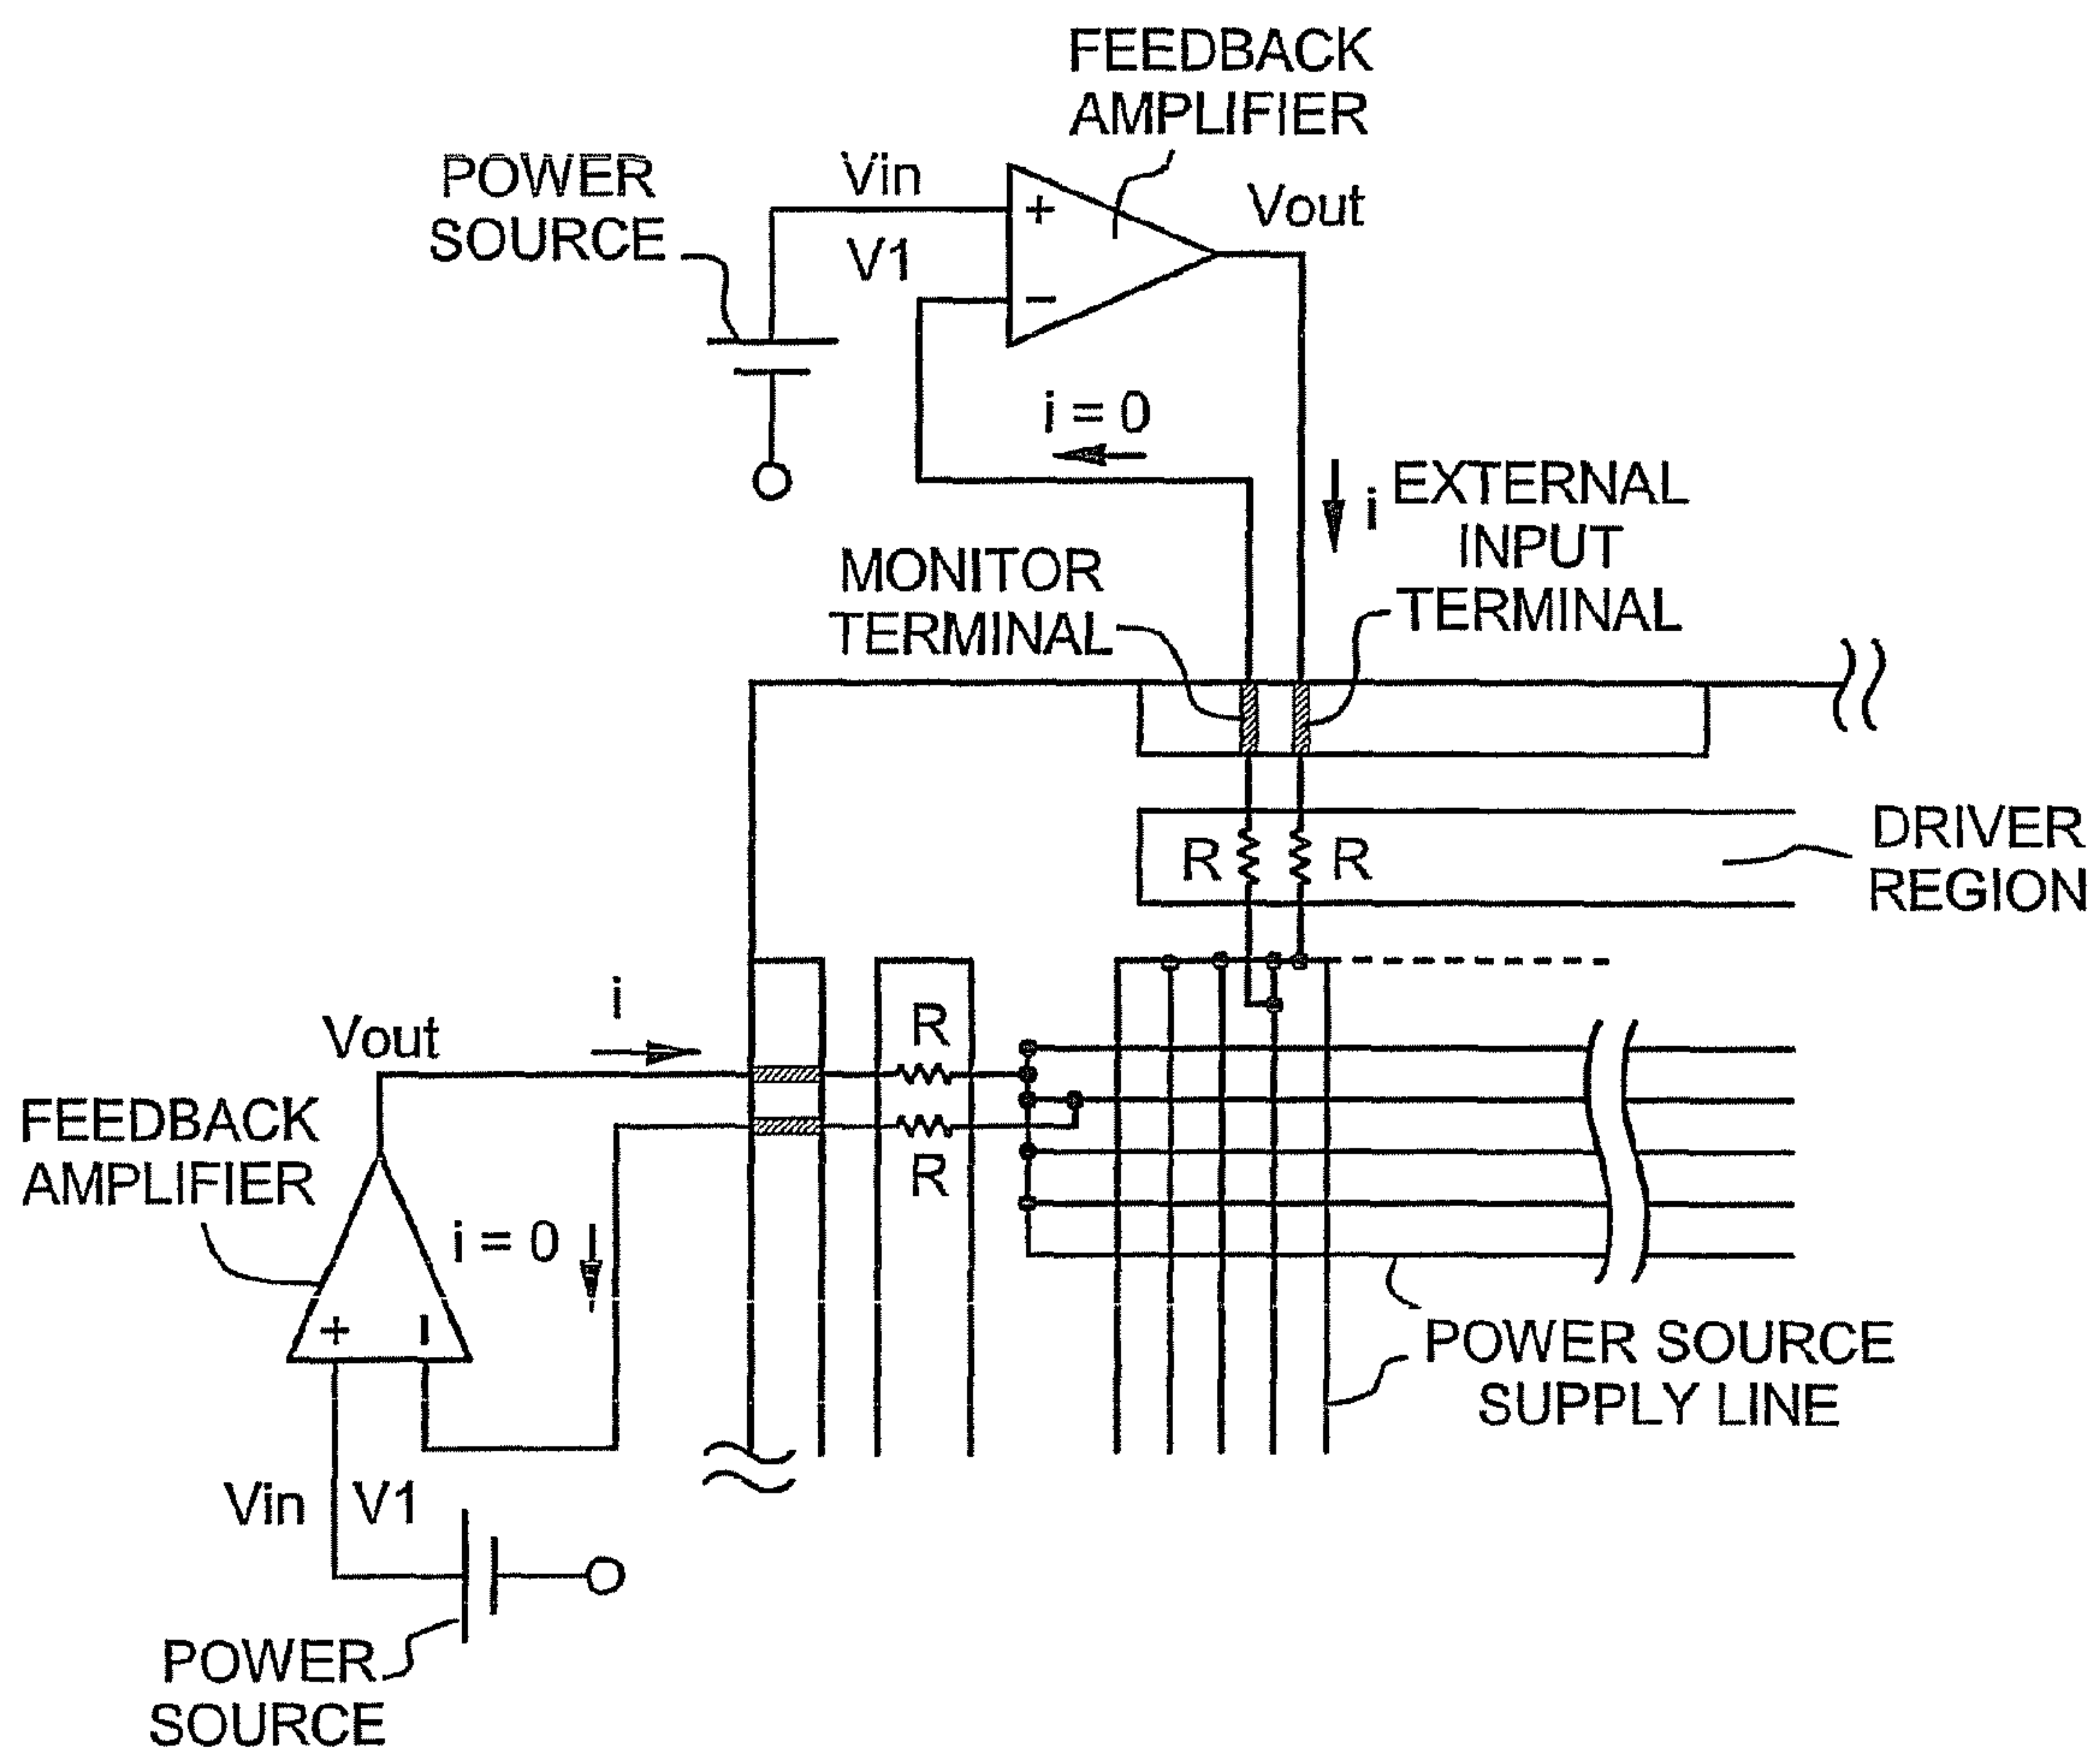 FEEDBACK
AMPLIFIER
POWER
SOURCE
Vin
V1
+
−
Vout
i = 0
i
EXTERNAL
INPUT
TERMINAL
MONITOR
TERMINAL
R
R
DRIVER
REGION
i
Vout
R
R
FEEDBACK
AMPLIFIER
i = 0
+
−
Vin
V1
POWER SOURCE
SUPPLY LINE
POWER
SOURCE